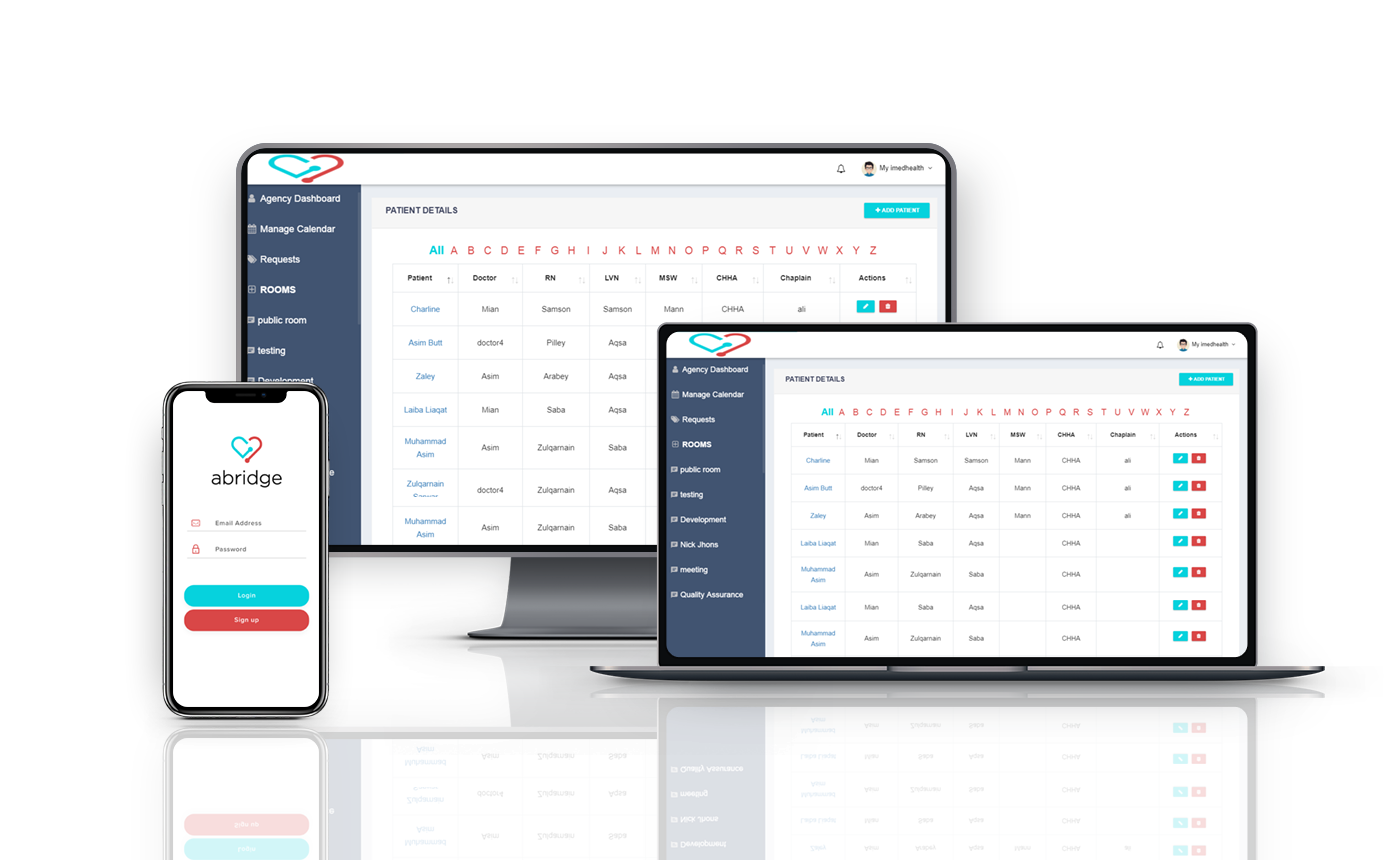 My imedhealth
Agency Dashboard
Manage Calendar
Requests
ROOMS
public room
testing
Development
e
PATIENT DETAILS
+ ADD PATIENT
All A B C D E F G H I J K L M N O P Q R S T U V W X Y Z
Patient Doctor RN LVN MSW CHHA Chaplain Actions
Charline Mian Samson Samson Mann CHHA ali
Asim Butt doctor4 Pilley Aqsa
Zaley Asim Arabey Aqsa
Laiba Liaqat Mian Saba Aqsa
Muhammad Asim Asim Zulqarnain Saba
Zulqarnain Sarwar doctor4 Zulqarnain Aqsa
Muhammad Asim Asim Zulqarnain Saba
abridge
Email Address
Password
Login
Sign up
My imedhealth
Agency Dashboard
Manage Calendar
Requests
ROOMS
public room
testing
Development
Nick Jhons
meeting
Quality Assurance
PATIENT DETAILS
+ ADD PATIENT
All A B C D E F G H I J K L M N O P Q R S T U V W X Y Z
Patient Doctor RN LVN MSW CHHA Chaplain Actions
Charline Mian Samson Samson Mann CHHA ali
Asim Butt doctor4 Pilley Aqsa Mann CHHA ali
Zaley Asim Arabey Aqsa Mann CHHA ali
Laiba Liaqat Mian Saba Aqsa CHHA
Muhammad Asim Asim Zulqarnain Saba CHHA
Laiba Liaqat Mian Saba Aqsa CHHA
Muhammad Asim Asim Zulqarnain Saba CHHA